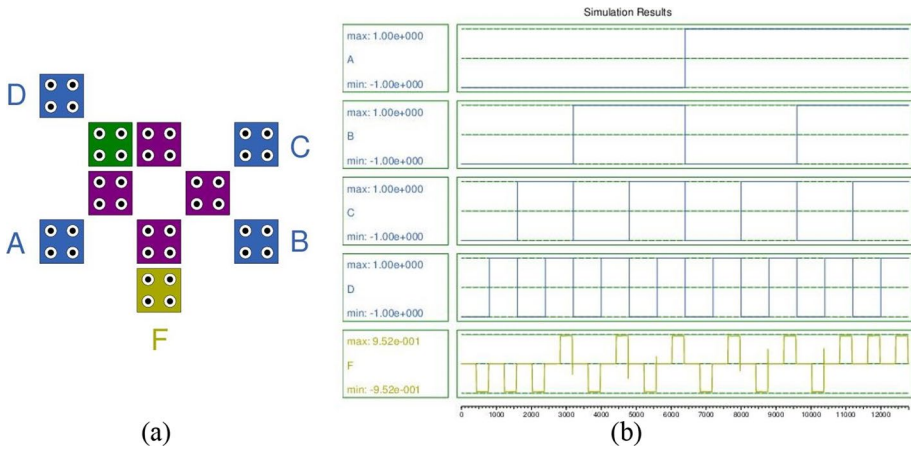 Simulation Results
D
C
A
B
F
max: 1.00e+000
A
min: -1.00e+000
max: 1.00e+000
B
min: -1.00e+000
max: 1.00e+000
C
min: -1.00e+000
max: 1.00e+000
D
min: -1.00e+000
max: 9.52e-001
F
min: -9.52e-001
0 1000 2000 3000 4000 5000 6000 7000 8000 9000 10000 11000 12000
(a)
(b)